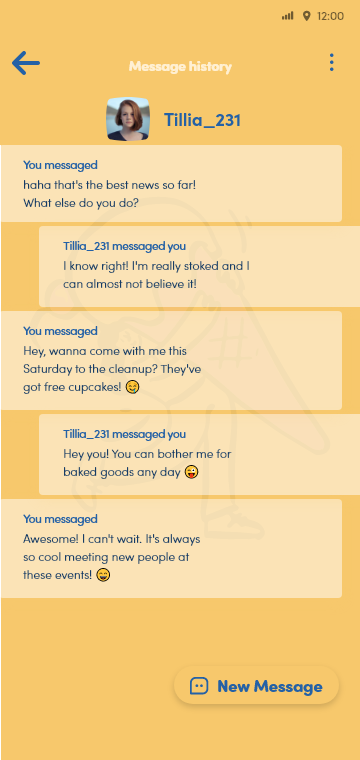 12:00
Message history
Tillia_231
You messaged
haha that's the best news so far!
What else do you do?
Tillia_231 messaged you
I know right! I'm really stoked and I
can almost not believe it!
You messaged
Hey, wanna come with me this
Saturday to the cleanup? They've
got free cupcakes! 🤤
Tillia_231 messaged you
Hey you! You can bother me for
baked goods any day 😜
You messaged
Awesome! I can't wait. It's always
so cool meeting new people at
these events! 😄
New Message